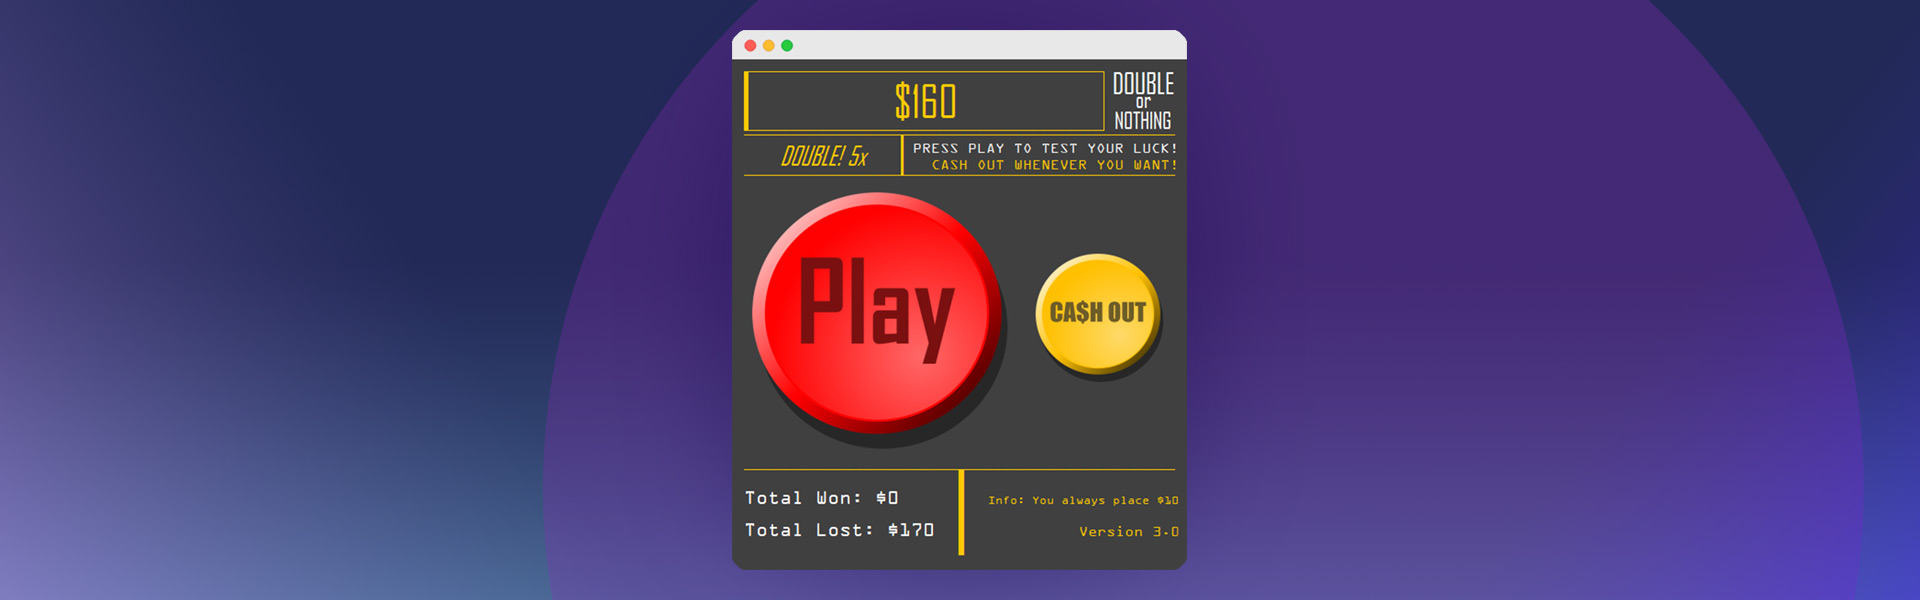 $160
DOUBLE
or
NOTHING
DOUBLE! 5x
PRESS PLAY TO TEST YOUR LUCK!
CASH OUT WHENEVER YOU WANT!
Play
CA$H OUT
Total Won: $0
Total Lost: $170
Info: You always place $10
Version 3.0